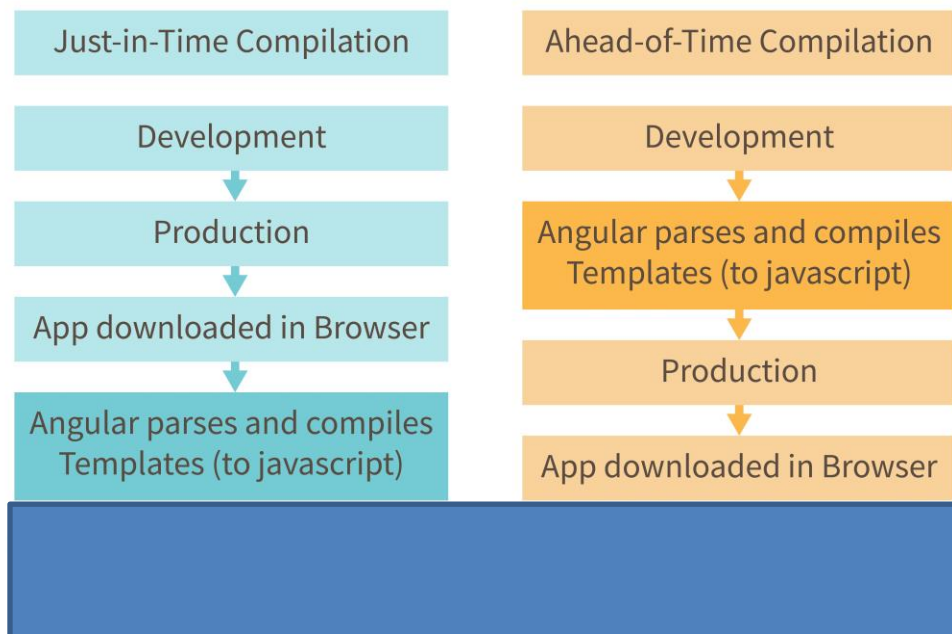 Just-in-Time Compilation
Development
Production
App downloaded in Browser
Angular parses and compiles
Templates (to javascript)
Ahead-of-Time Compilation
Development
Angular parses and compiles
Templates (to javascript)
Production
App downloaded in Browser